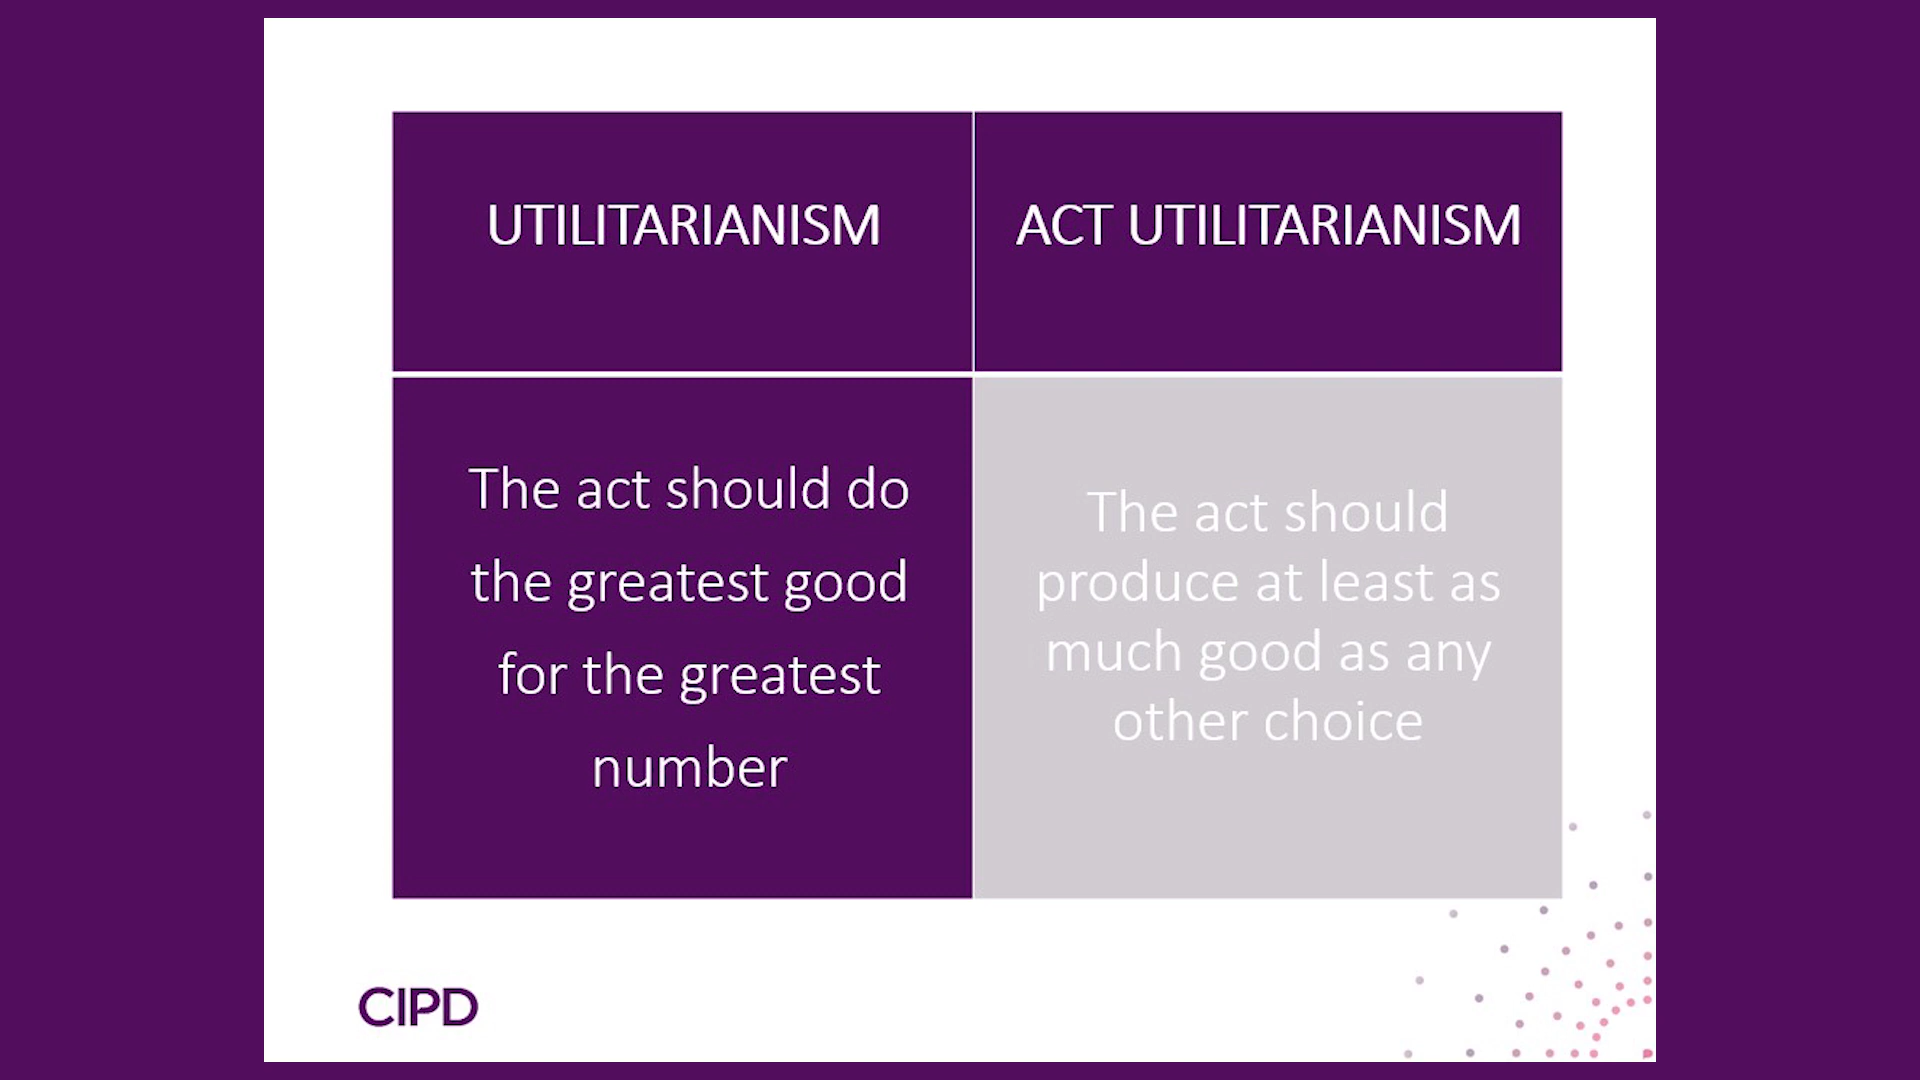 UTILITARIANISM
ACT UTILITARIANISM
The act should do
the greatest good
for the greatest
number
The act should
produce at least as
much good as any
other choice
CIPD